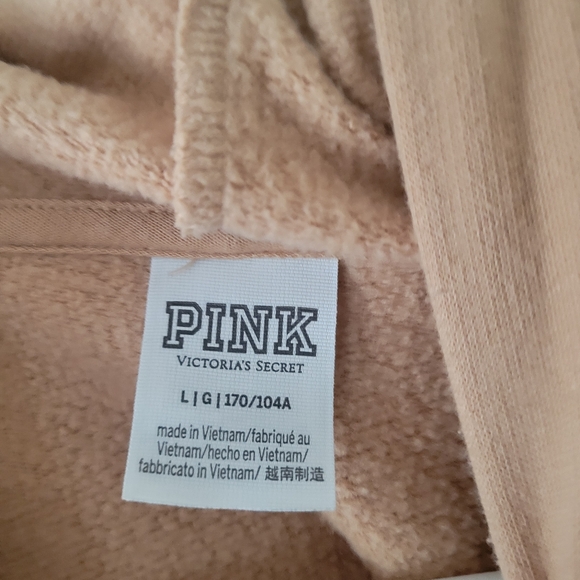 PINK
VICTORIA'S SECRET
L | G | 170/104A
made in Vietnam/fabriqué au
Vietnam/hecho en Vietnam/
fabbricato in Vietnam/ 越南制造